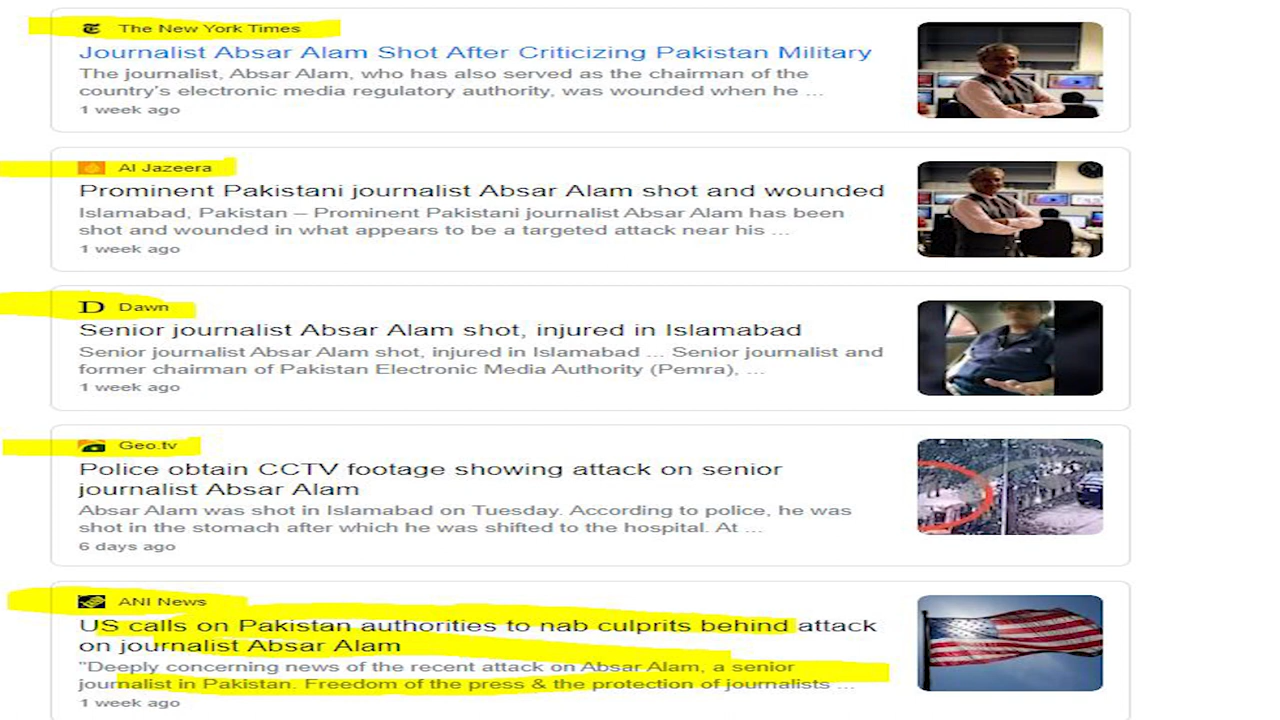 The New York Times
Journalist Absar Alam Shot After Criticizing Pakistan Military
The journalist, Absar Alam, who has also served as the chairman of the
country's electronic media regulatory authority, was wounded when he ...
1 week ago
Al Jazeera
Prominent Pakistani journalist Absar Alam shot and wounded
Islamabad, Pakistan – Prominent Pakistani journalist Absar Alam has been
shot and wounded in what appears to be a targeted attack near his ...
1 week ago
D Dawn
Senior journalist Absar Alam shot, injured in Islamabad
Senior journalist Absar Alam shot, injured in Islamabad ... Senior journalist and
former chairman of Pakistan Electronic Media Authority (Pemra), ...
1 week ago
Geo.tv
Police obtain CCTV footage showing attack on senior
journalist Absar Alam
Absar Alam was shot in Islamabad on Tuesday. According to police, he was
shot in the stomach after which he was shifted to the hospital. At ...
6 days ago
ANI News
US calls on Pakistan authorities to nab culprits behind attack
on journalist Absar Alam
"Deeply concerning news of the recent attack on Absar Alam, a senior
journalist in Pakistan. Freedom of the press & the protection of journalists ...
1 week ago